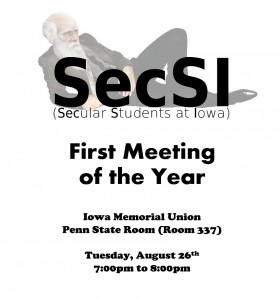 SecSI
(Secular Students at Iowa)
First Meeting
of the Year
Iowa Memorial Union
Penn State Room (Room 337)
Tuesday, August 26th
7:00pm to 8:00pm